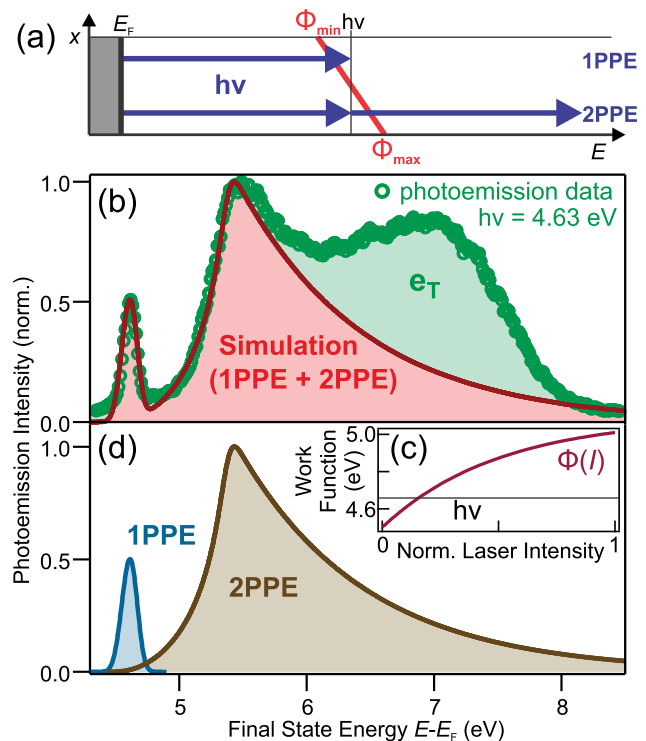 (a)
x
E_F
Φ_min hν
1PPE
hν
2PPE
E
Φ_max
(b)
photoemission data
hν = 4.63 eV
e_T
Simulation
(1PPE + 2PPE)
1.0
0.5
0.0
Photoemission Intensity (norm.)
(d)
1PPE
2PPE
1.0
0.5
0.0
(c)
Work
Function
(eV)
5.0
4.6
Φ(I)
hν
0
1
Norm. Laser Intensity
5
6
7
8
Final State Energy E-E_F (eV)